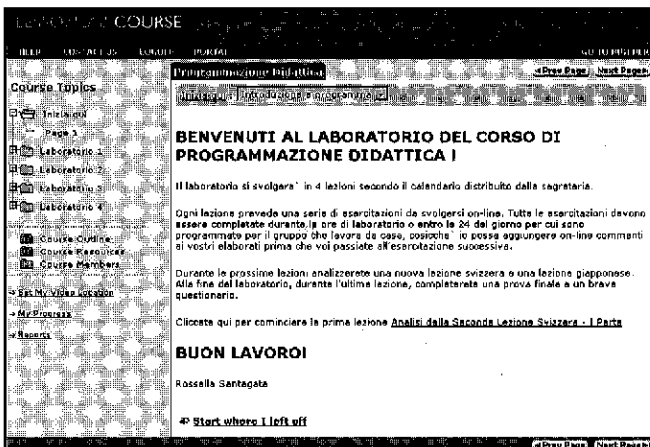 COURSE
HELP CONTACT US LOGOUT PORTAL
Programmazione Didattica
Prev Page Next Page
Introduzione e programma
Course Topics
Inizia qui
Page 1
Laboratorio 1
Laboratorio 2
Laboratorio 3
Laboratorio 4
Course Outline
Course Resources
Course Members
Set My Video Location
My Progress
Reports
BENVENUTI AL LABORATORIO DEL CORSO DI
PROGRAMMAZIONE DIDATTICA !
Il laboratorio si svolgera` in 4 lezioni secondo il calendario distribuito dalla segreteria.
Ogni lezione prevede una serie di esercitazioni da svolgersi on-line. Tutte le esercitazioni devono
essere completate durante le ore di laboratorio o entro le 24 del giorno per cui sono
programmate per il gruppo che lavora da casa, cosicche` io possa aggiungere on-line commenti
ai vostri elaborati prima che voi passiate all'esercitazione successiva.
Durante le prossime lezioni analizzerete una nuova lezione svizzera e una lezione giapponese.
Alla fine del laboratorio, durante l'ultima lezione, completerete una prova finale e un breve
questionario.
Cliccate qui per cominciare la prima lezione Analisi della Seconda Lezione Svizzera - I Parte
BUON LAVORO!
Rossella Santagata
Start where I left off
Prev Page Next Page